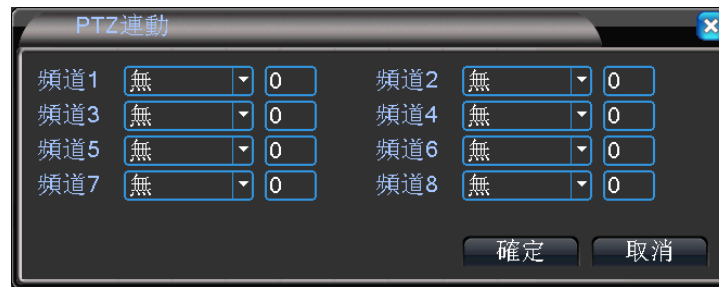 PTZ連動
頻道1 無 0 頻道2 無 0
頻道3 無 0 頻道4 無 0
頻道5 無 0 頻道6 無 0
頻道7 無 0 頻道8 無 0
確定 取消